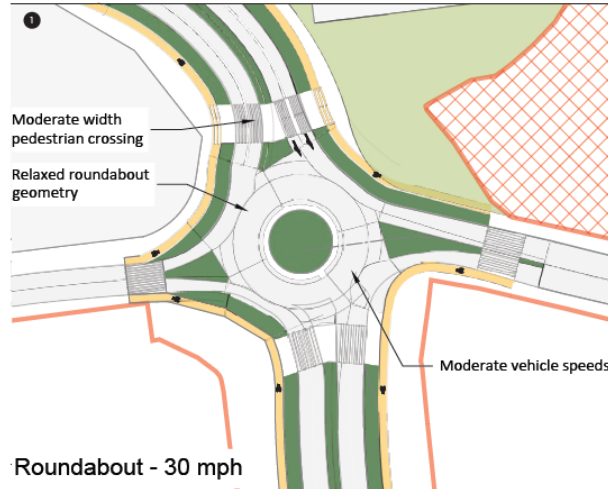 1
Moderate width
pedestrian crossing
Relaxed roundabout
geometry
Moderate vehicle speeds
Roundabout - 30 mph